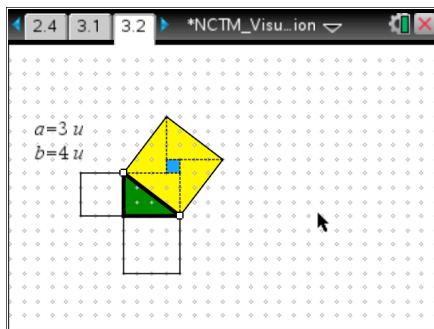 2.4 3.1 3.2 *NCTM_Visu…ion
a=3 u
b=4 u